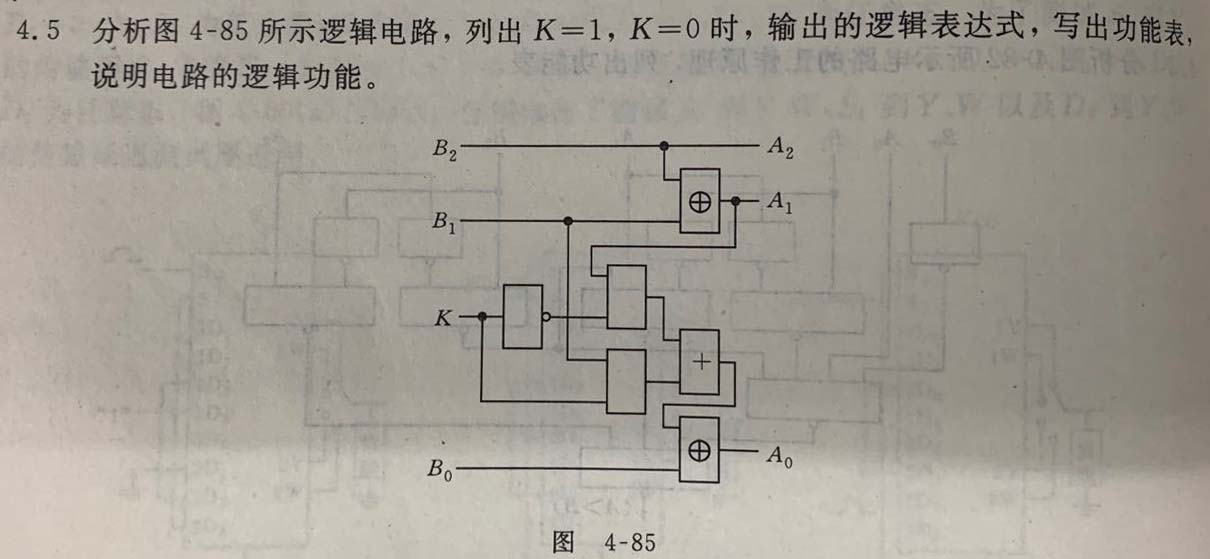 4.5 分析图 4-85 所示逻辑电路,列出 K=1, K=0 时,输出的逻辑表达式,写出功能表,
说明电路的逻辑功能。
B₂ A₂
⊕ A₁
B₁
K
+
⊕ A₀
B₀
图 4-85